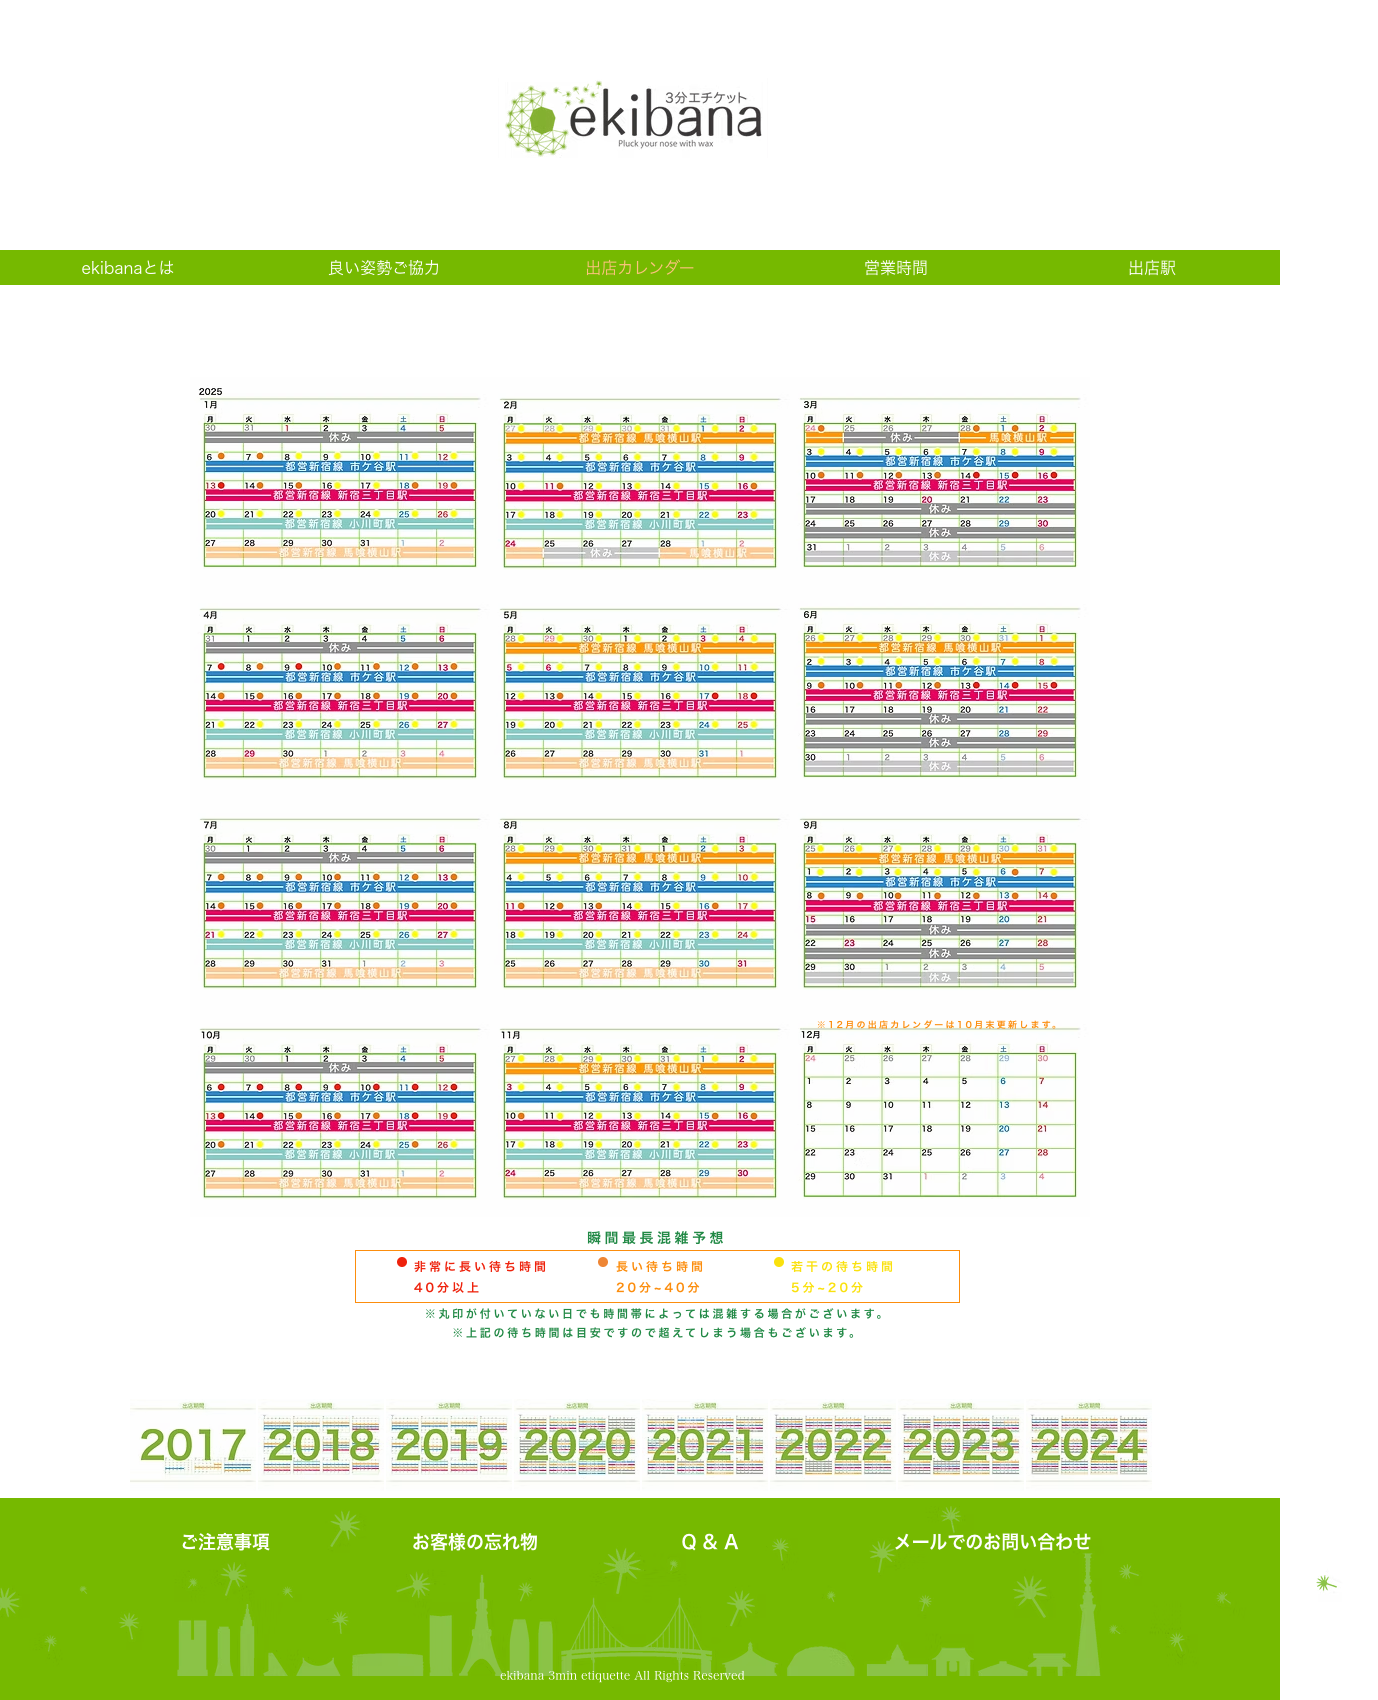 3分エチケット
ekibana
Pluck your nose with wax
ekibanaとは
良い姿勢ご協力
出店カレンダー
営業時間
出店駅
2025
1月
月 火 水 木 金 土 日
30 31 1 2 3 4 5
休み
6 7 8 9 10 11 12
都営新宿線 市ケ谷駅
13 14 15 16 17 18 19
都営新宿線 新宿三丁目駅
20 21 22 23 24 25 26
都営新宿線 小川町駅
27 28 29 30 31 1 2
都営新宿線 馬喰横山駅
2月
月 火 水 木 金 土 日
27 28 29 30 31 1 2
都営新宿線 馬喰横山駅
3 4 5 6 7 8 9
都営新宿線 市ケ谷駅
10 11 12 13 14 15 16
都営新宿線 新宿三丁目駅
17 18 19 20 21 22 23
都営新宿線 小川町駅
24 25 26 27 28 1 2
休み 馬喰横山駅
3月
月 火 水 木 金 土 日
24 25 26 27 28 1 2
休み 馬喰横山駅
3 4 5 6 7 8 9
都営新宿線 市ケ谷駅
10 11 12 13 14 15 16
都営新宿線 新宿三丁目駅
17 18 19 20 21 22 23
休み
24 25 26 27 28 29 30
休み
31 1 2 3 4 5 6
休み
4月
月 火 水 木 金 土 日
31 1 2 3 4 5 6
休み
7 8 9 10 11 12 13
都営新宿線 市ケ谷駅
14 15 16 17 18 19 20
都営新宿線 新宿三丁目駅
21 22 23 24 25 26 27
都営新宿線 小川町駅
28 29 30 1 2 3 4
都営新宿線 馬喰横山駅
5月
月 火 水 木 金 土 日
28 29 30 1 2 3 4
都営新宿線 馬喰横山駅
5 6 7 8 9 10 11
都営新宿線 市ケ谷駅
12 13 14 15 16 17 18
都営新宿線 新宿三丁目駅
19 20 21 22 23 24 25
都営新宿線 小川町駅
26 27 28 29 30 31 1
都営新宿線 馬喰横山駅
6月
月 火 水 木 金 土 日
26 27 28 29 30 31 1
都営新宿線 馬喰横山駅
2 3 4 5 6 7 8
都営新宿線 市ケ谷駅
9 10 11 12 13 14 15
都営新宿線 新宿三丁目駅
16 17 18 19 20 21 22
休み
23 24 25 26 27 28 29
休み
30 1 2 3 4 5 6
休み
7月
月 火 水 木 金 土 日
30 1 2 3 4 5 6
休み
7 8 9 10 11 12 13
都営新宿線 市ケ谷駅
14 15 16 17 18 19 20
都営新宿線 新宿三丁目駅
21 22 23 24 25 26 27
都営新宿線 小川町駅
28 29 30 31 1 2 3
都営新宿線 馬喰横山駅
8月
月 火 水 木 金 土 日
28 29 30 31 1 2 3
都営新宿線 馬喰横山駅
4 5 6 7 8 9 10
都営新宿線 市ケ谷駅
11 12 13 14 15 16 17
都営新宿線 新宿三丁目駅
18 19 20 21 22 23 24
都営新宿線 小川町駅
25 26 27 28 29 30 31
都営新宿線 馬喰横山駅
9月
月 火 水 木 金 土 日
25 26 27 28 29 30 31
都営新宿線 馬喰横山駅
1 2 3 4 5 6 7
都営新宿線 市ケ谷駅
8 9 10 11 12 13 14
都営新宿線 新宿三丁目駅
15 16 17 18 19 20 21
休み
22 23 24 25 26 27 28
休み
29 30 1 2 3 4 5
休み
10月
月 火 水 木 金 土 日
29 30 1 2 3 4 5
休み
6 7 8 9 10 11 12
都営新宿線 市ケ谷駅
13 14 15 16 17 18 19
都営新宿線 新宿三丁目駅
20 21 22 23 24 25 26
都営新宿線 小川町駅
27 28 29 30 31 1 2
都営新宿線 馬喰横山駅
11月
月 火 水 木 金 土 日
27 28 29 30 31 1 2
都営新宿線 馬喰横山駅
3 4 5 6 7 8 9
都営新宿線 市ケ谷駅
10 11 12 13 14 15 16
都営新宿線 新宿三丁目駅
17 18 19 20 21 22 23
都営新宿線 小川町駅
24 25 26 27 28 29 30
都営新宿線 馬喰横山駅
※12月の出店カレンダーは10月末更新します。
12月
月 火 水 木 金 土 日
24 25 26 27 28 29 30
1 2 3 4 5 6 7
8 9 10 11 12 13 14
15 16 17 18 19 20 21
22 23 24 25 26 27 28
29 30 31 1 2 3 4
瞬間最長混雑予想
非常に長い待ち時間
40分以上
長い待ち時間
20分~40分
若干の待ち時間
5分~20分
※丸印が付いていない日でも時間帯によっては混雑する場合がございます。
※上記の待ち時間は目安ですので超えてしまう場合もございます。
出店期間 出店期間 出店期間 出店期間 出店期間 出店期間 出店期間 出店期間
2017 2018 2019 2020 2021 2022 2023 2024
ご注意事項
お客様の忘れ物
Q & A
メールでのお問い合わせ
ekibana 3min etiquette All Rights Reserved